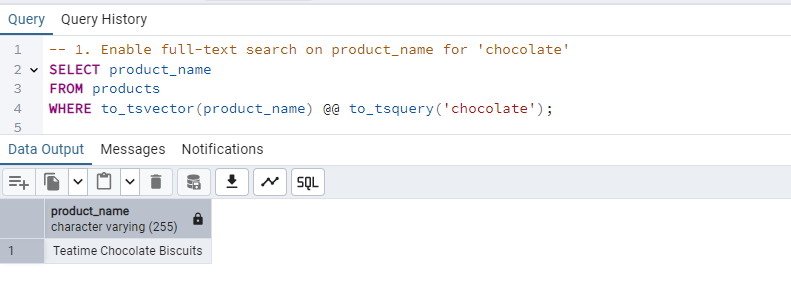 Query Query History
1 -- 1. Enable full-text search on product_name for 'chocolate'
2 SELECT product_name
3 FROM products
4 WHERE to_tsvector(product_name) @@ to_tsquery('chocolate');
5
Data Output Messages Notifications
SQL
product_name
character varying (255)
1 Teatime Chocolate Biscuits